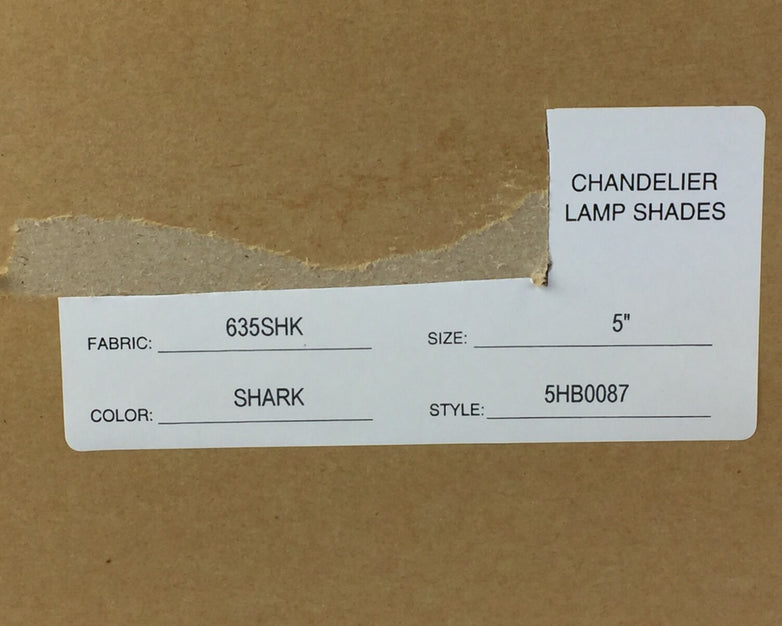 CHANDELIER
LAMP SHADES
FABRIC: 635SHK SIZE: 5"
COLOR: SHARK STYLE: 5HB0087